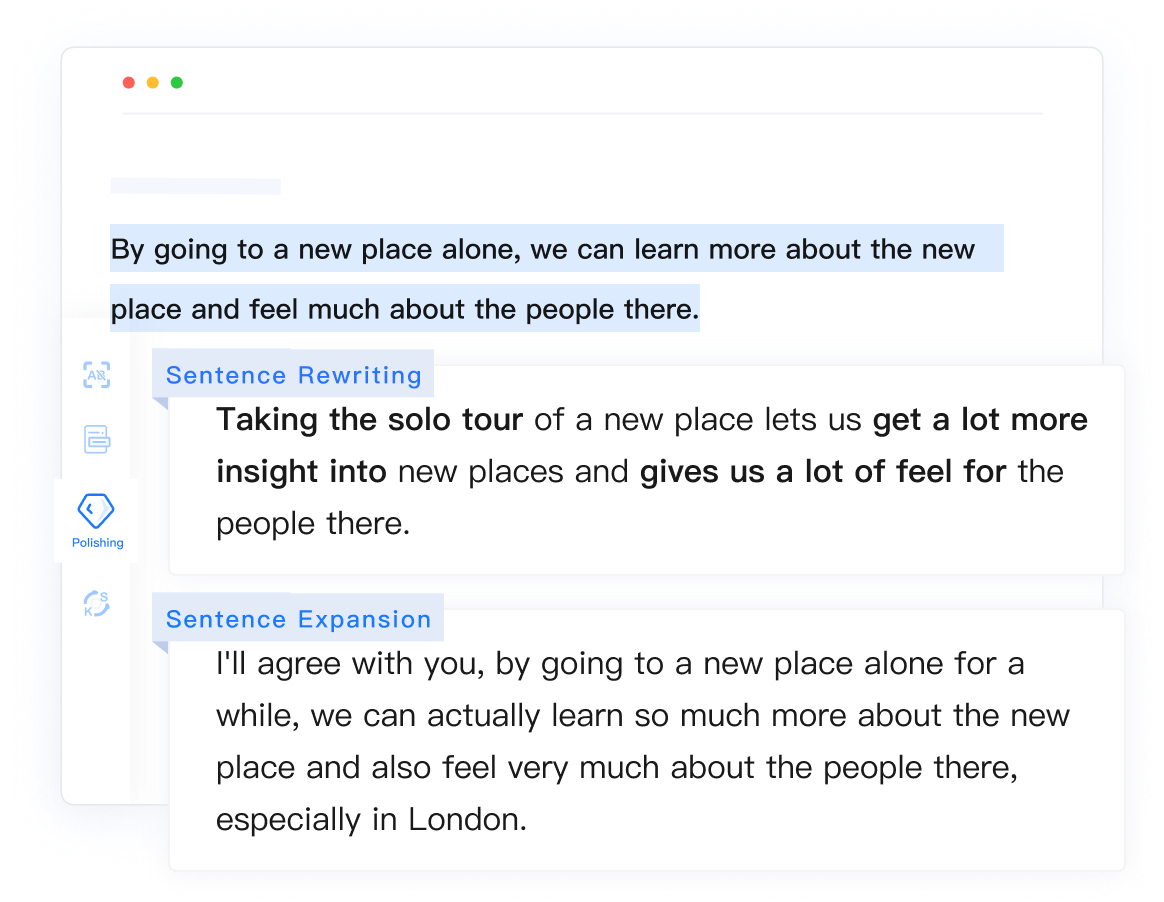 By going to a new place alone, we can learn more about the new
place and feel much about the people there.
Sentence Rewriting
Taking the solo tour of a new place lets us get a lot more
insight into new places and gives us a lot of feel for the
people there.
Polishing
Sentence Expansion
I'll agree with you, by going to a new place alone for a
while, we can actually learn so much more about the new
place and also feel very much about the people there,
especially in London.